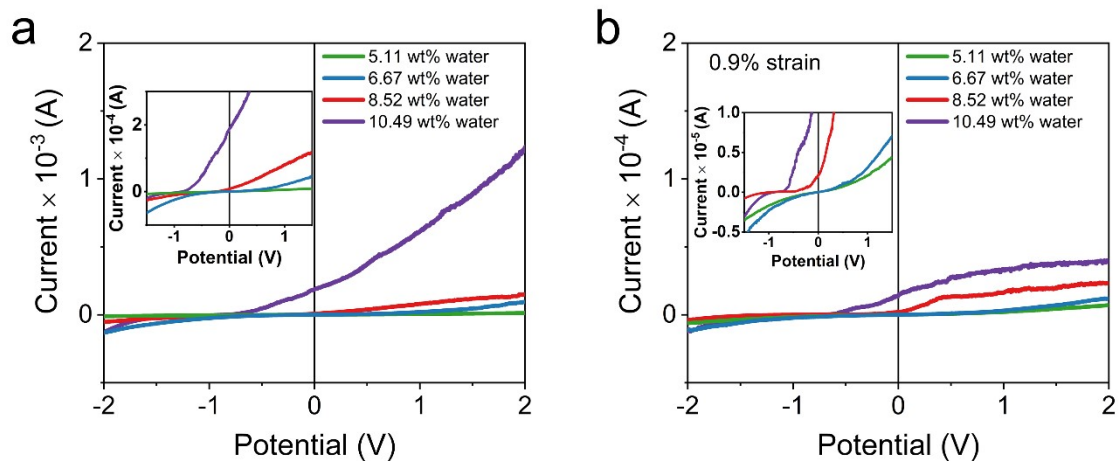 a
2
1
0
-2
-1
0
1
2
Current × 10⁻³ (A)
Potential (V)
5.11 wt% water
6.67 wt% water
8.52 wt% water
10.49 wt% water
2
0
-1
0
1
Current × 10⁻⁴ (A)
Potential (V)
b
2
1
0
-2
-1
0
1
2
Current × 10⁻⁴ (A)
Potential (V)
0.9% strain
5.11 wt% water
6.67 wt% water
8.52 wt% water
10.49 wt% water
1.0
0.5
0.0
-0.5
-1
0
1
Current × 10⁻⁵ (A)
Potential (V)